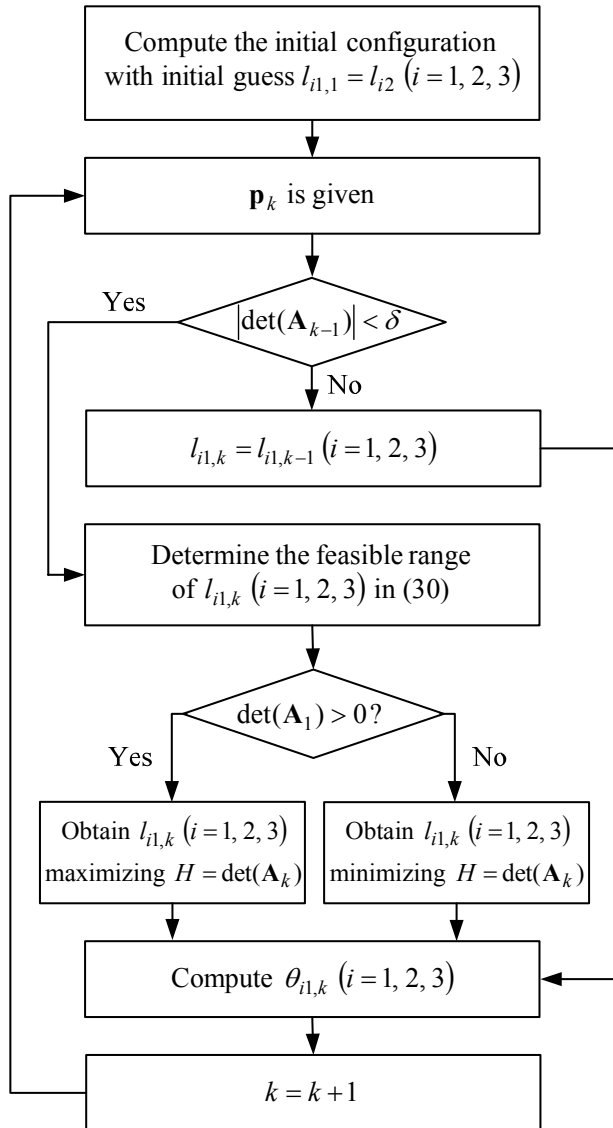 Compute the initial configuration
with initial guess l_{i1,1} = l_{i2} (i = 1, 2, 3)
p_k is given
Yes
|det(A_{k−1})| < δ
No
l_{i1,k} = l_{i1,k−1} (i = 1, 2, 3)
Determine the feasible range
of l_{i1,k} (i = 1, 2, 3) in (30)
det(A_1) > 0?
Yes
No
Obtain l_{i1,k} (i = 1, 2, 3)
maximizing H = det(A_k)
Obtain l_{i1,k} (i = 1, 2, 3)
minimizing H = det(A_k)
Compute θ_{i1,k} (i = 1, 2, 3)
k = k + 1